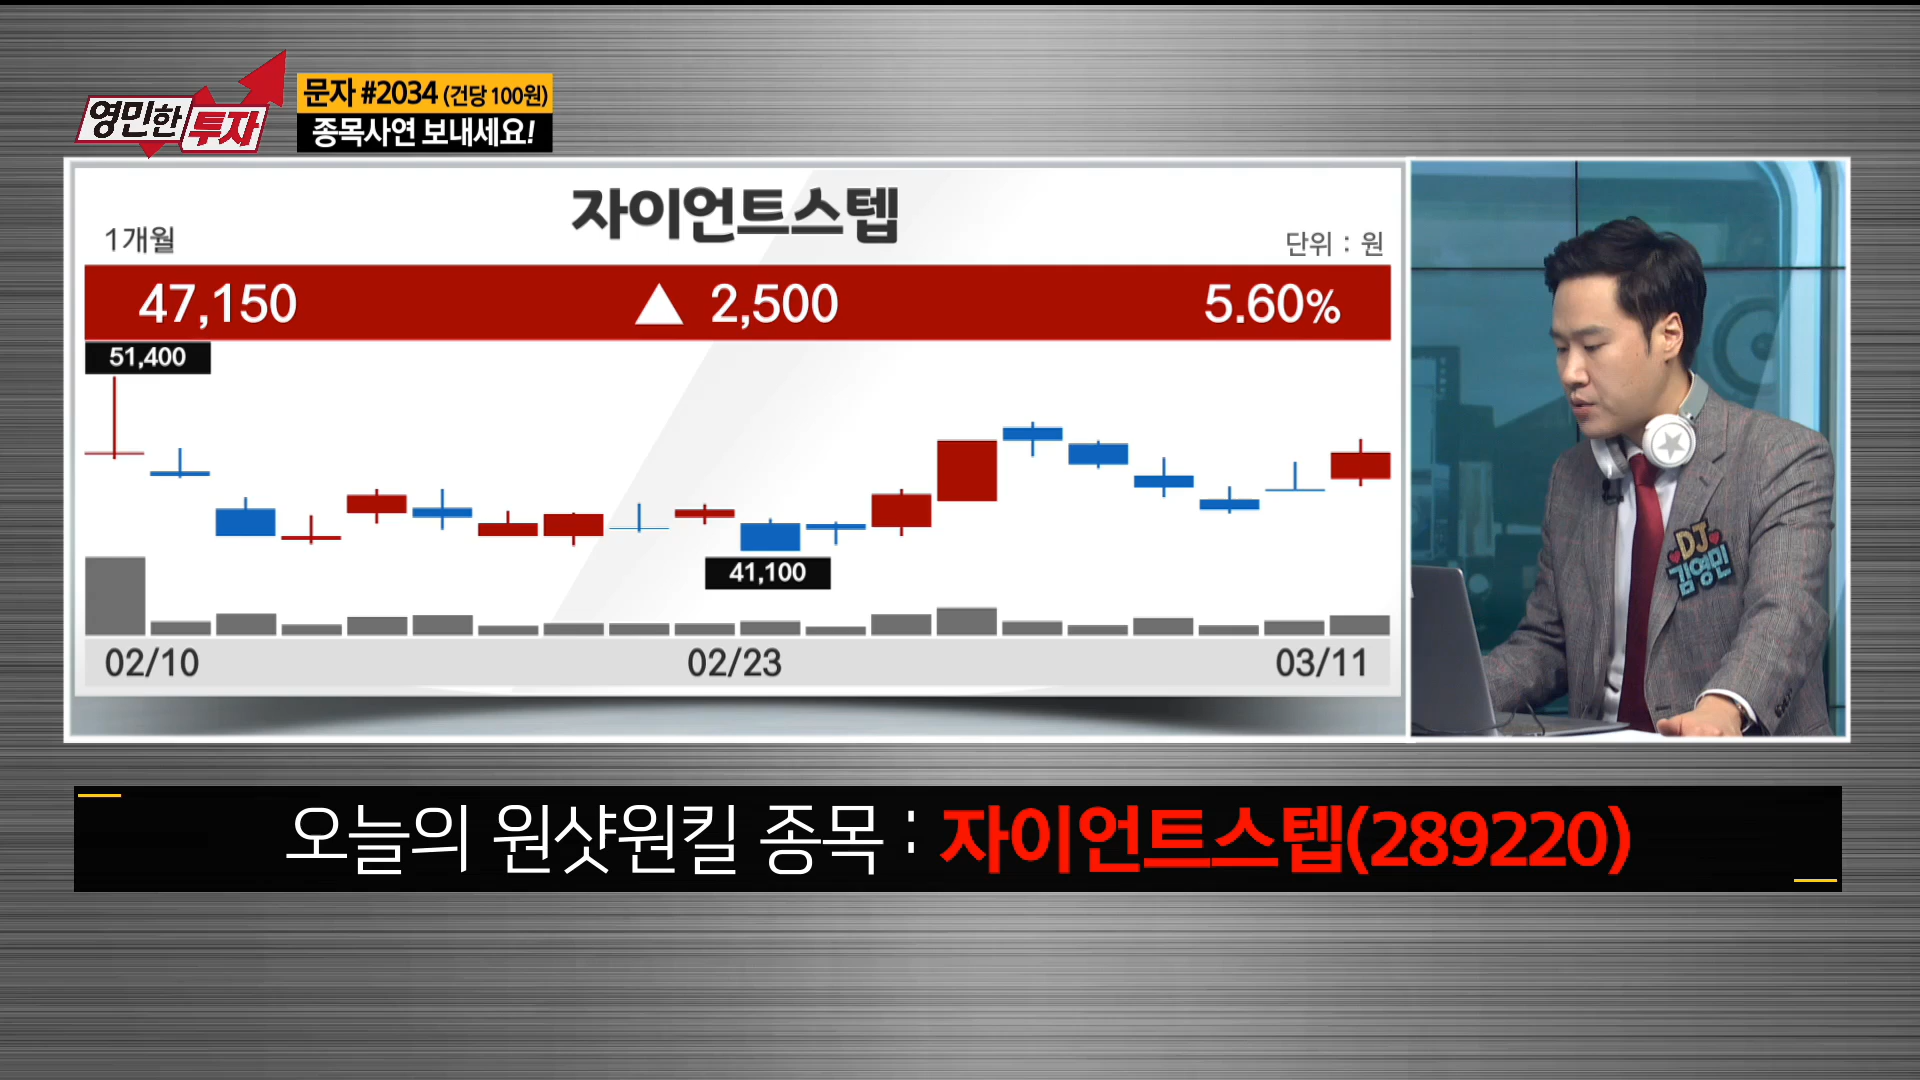 영민한 투자
문자 #2034 (건당 100원)
종목사연 보내세요!
자이언트스텝
1개월
단위 : 원
47,150 ▲ 2,500 5.60%
51,400
41,100
02/10 02/23 03/11
DJ
김영민
오늘의 원샷원킬 종목 : 자이언트스텝(289220)